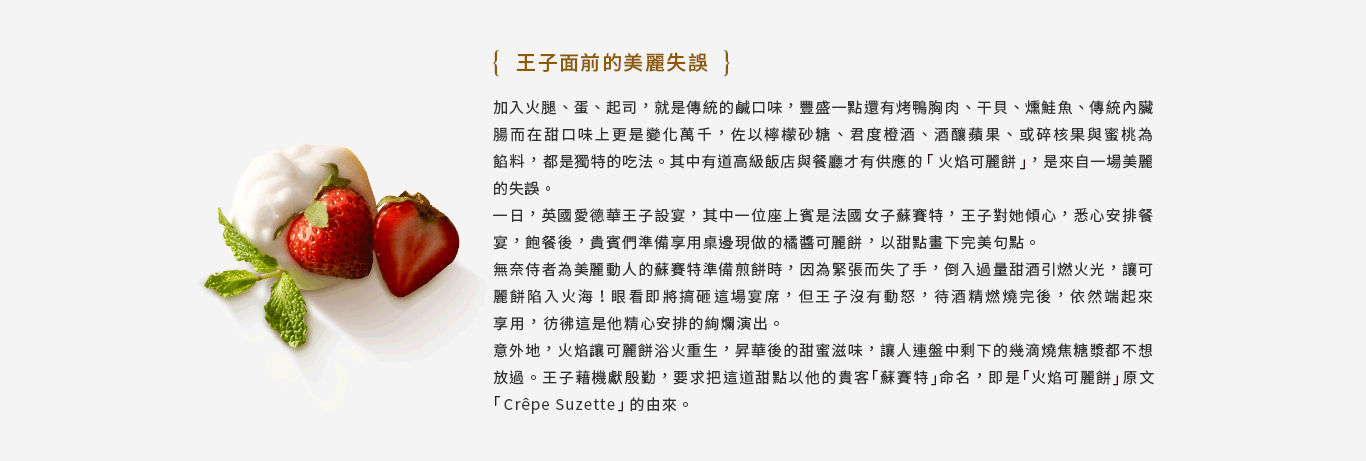 { 王子面前的美麗失誤 }
加入火腿、蛋、起司，就是傳統的鹹口味，豐盛一點還有烤鴨胸肉、干貝、燻鮭魚、傳統內臟
腸而在甜口味上更是變化萬千，佐以檸檬砂糖、君度橙酒、酒釀蘋果、或碎核果與蜜桃為
餡料，都是獨特的吃法。其中有道高級飯店與餐廳才有供應的「火焰可麗餅」，是來自一場美麗
的失誤。
一日，英國愛德華王子設宴，其中一位座上賓是法國女子蘇賽特，王子對她傾心，悉心安排餐
宴，飽餐後，貴賓們準備享用桌邊現做的橘醬可麗餅，以甜點畫下完美句點。
無奈侍者為美麗動人的蘇賽特準備煎餅時，因為緊張而失了手，倒入過量甜酒引燃火光，讓可
麗餅陷入火海！眼看即將搞砸這場宴席，但王子沒有動怒，待酒精燃燒完後，依然端起來
享用，彷彿這是他精心安排的絢爛演出。
意外地，火焰讓可麗餅浴火重生，昇華後的甜蜜滋味，讓人連盤中剩下的幾滴燒焦糖漿都不想
放過。王子藉機獻殷勤，要求把這道甜點以他的貴客「蘇賽特」命名，即是「火焰可麗餅」原文
「Crêpe Suzette」的由來。